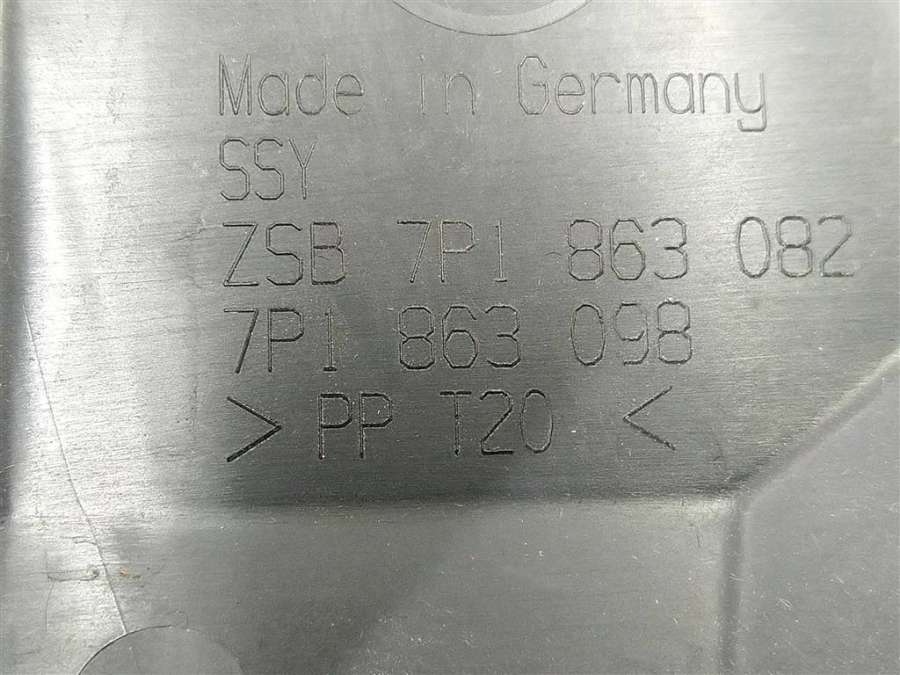 Made in Germany
SSY
ZSB 7P1 863 082
7P1 863 098
> PP T20 <